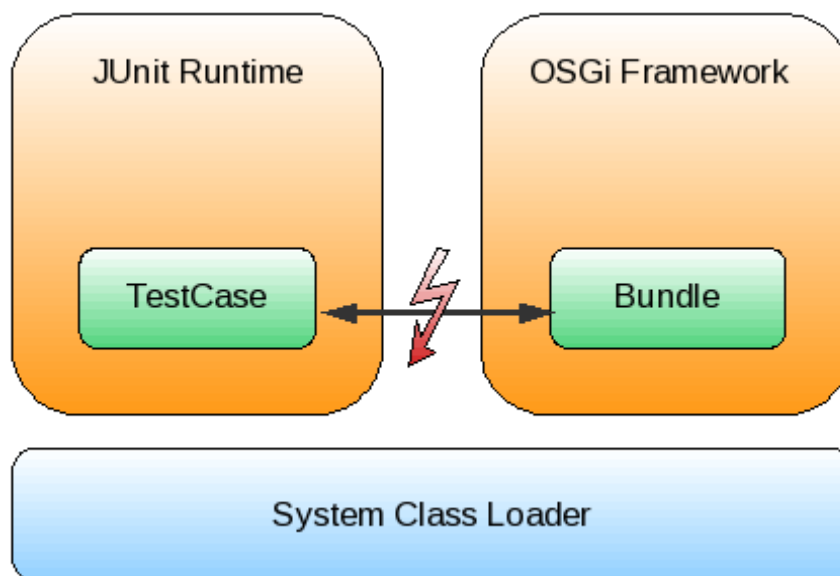 JUnit Runtime
OSGi Framework
TestCase
Bundle
System Class Loader